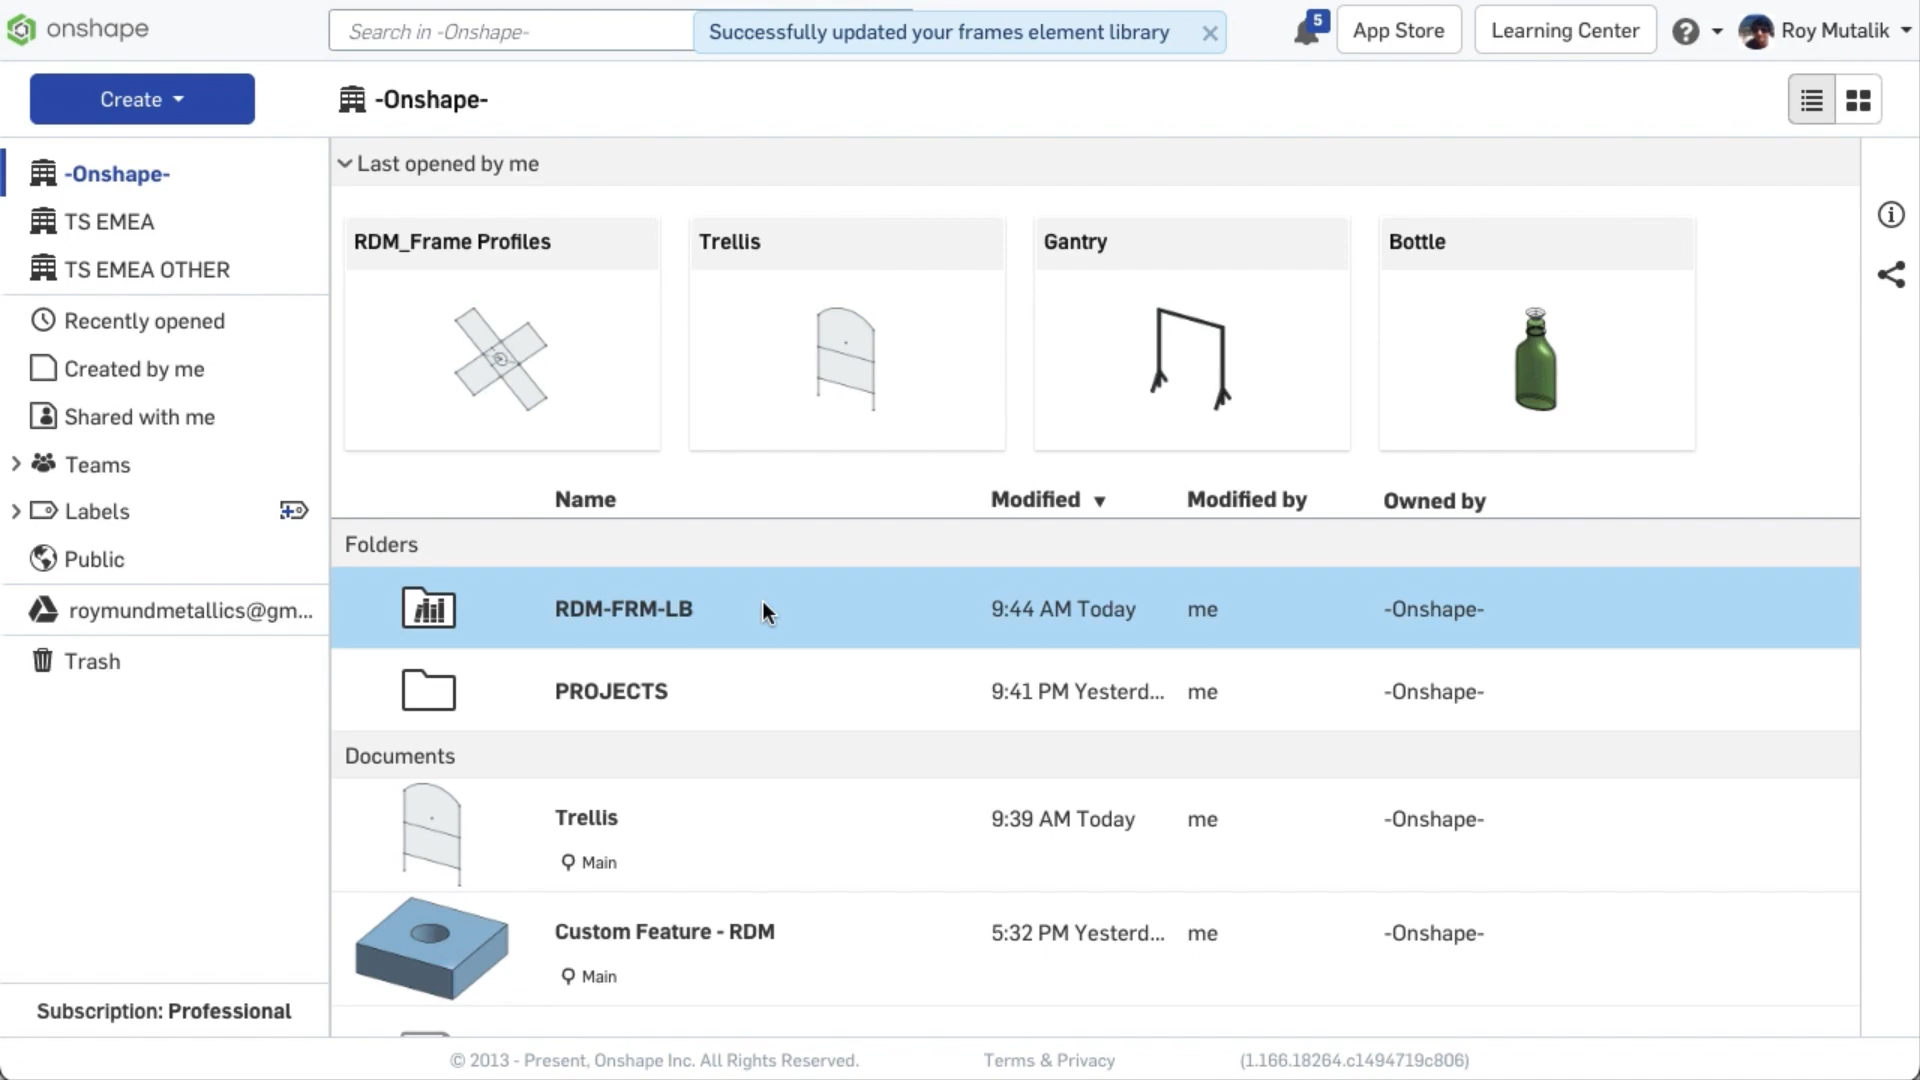 onshape
Search in -Onshape-
Successfully updated your frames element library
5
App Store
Learning Center
Roy Mutalik
Create
-Onshape-
-Onshape-
TS EMEA
TS EMEA OTHER
Recently opened
Created by me
Shared with me
Teams
Labels
Public
roymundmetallics@gm...
Trash
Subscription: Professional
Last opened by me
RDM_Frame Profiles
Trellis
Gantry
Bottle
Name Modified ▼ Modified by Owned by
Folders
RDM-FRM-LB 9:44 AM Today me -Onshape-
PROJECTS 9:41 PM Yesterd... me -Onshape-
Documents
Trellis 9:39 AM Today me -Onshape-
Main
Custom Feature - RDM 5:32 PM Yesterd... me -Onshape-
Main
© 2013 - Present, Onshape Inc. All Rights Reserved. Terms & Privacy (1.166.18264.c1494719c806)